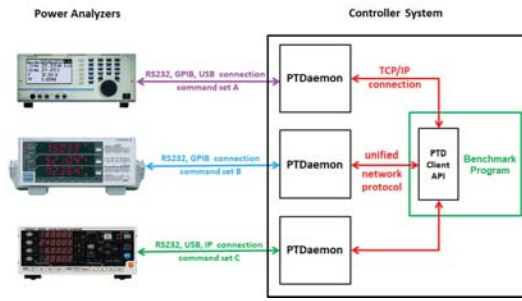 Power Analyzers
Controller System
RS232, GPIB, USB connection
command set A
PTDaemon
TCP/IP
connection
RS232, GPIB connection
command set B
PTDaemon
unified
network
protocol
PTD
Client
API
Benchmark
Program
RS232, USB, IP connection
command set C
PTDaemon